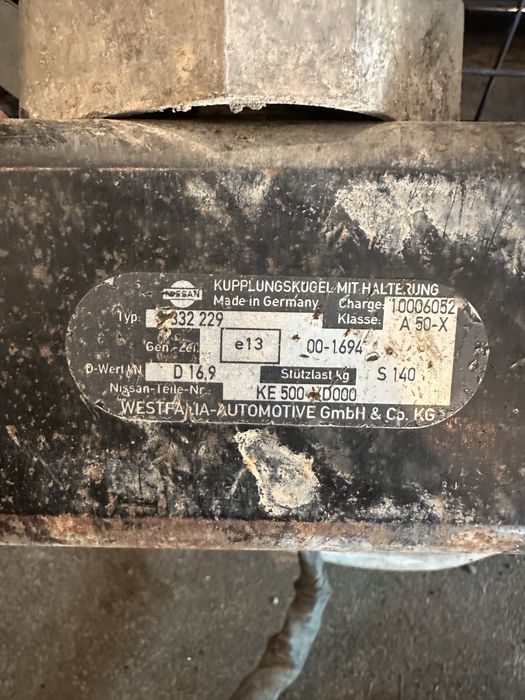 NISSAN
KUPPLUNGSKUGEL MIT HALTERUNG
Made in Germany Charge: 10006052
Typ: 332 229 Klasse: A 50-X
Gen.-Zei. e13 00-1694
D-Wert kN D 16,9 Stützlast kg S 140
Nissan-Teile-Nr.: KE 500 D000
WESTFALIA-AUTOMOTIVE GmbH & Co. KG